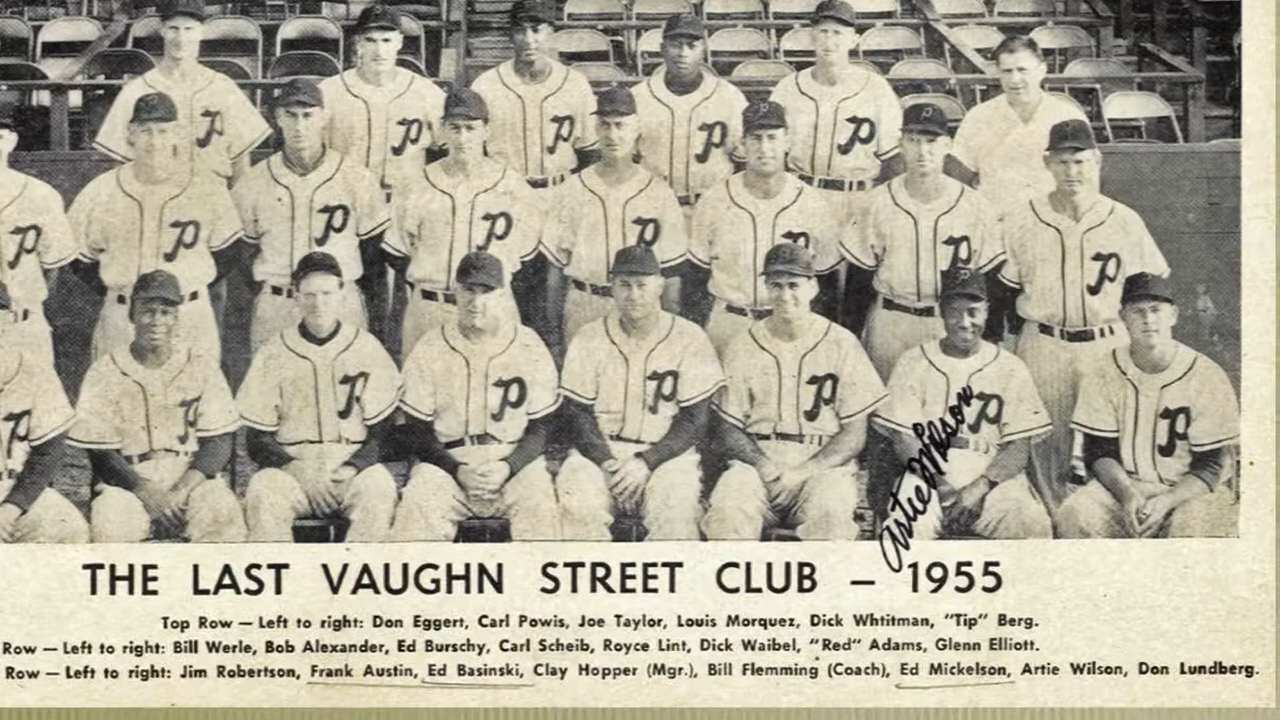 Artie Wilson
THE LAST VAUGHN STREET CLUB – 1955
Top Row — Left to right: Don Eggert, Carl Powis, Joe Taylor, Louis Morquez, Dick Whtitman, "Tip" Berg.
Row — Left to right: Bill Werle, Bob Alexander, Ed Burschy, Carl Scheib, Royce Lint, Dick Waibel, "Red" Adams, Glenn Elliott.
Row — Left to right: Jim Robertson, Frank Austin, Ed Basinski, Clay Hopper (Mgr.), Bill Flemming (Coach), Ed Mickelson, Artie Wilson, Don Lundberg.